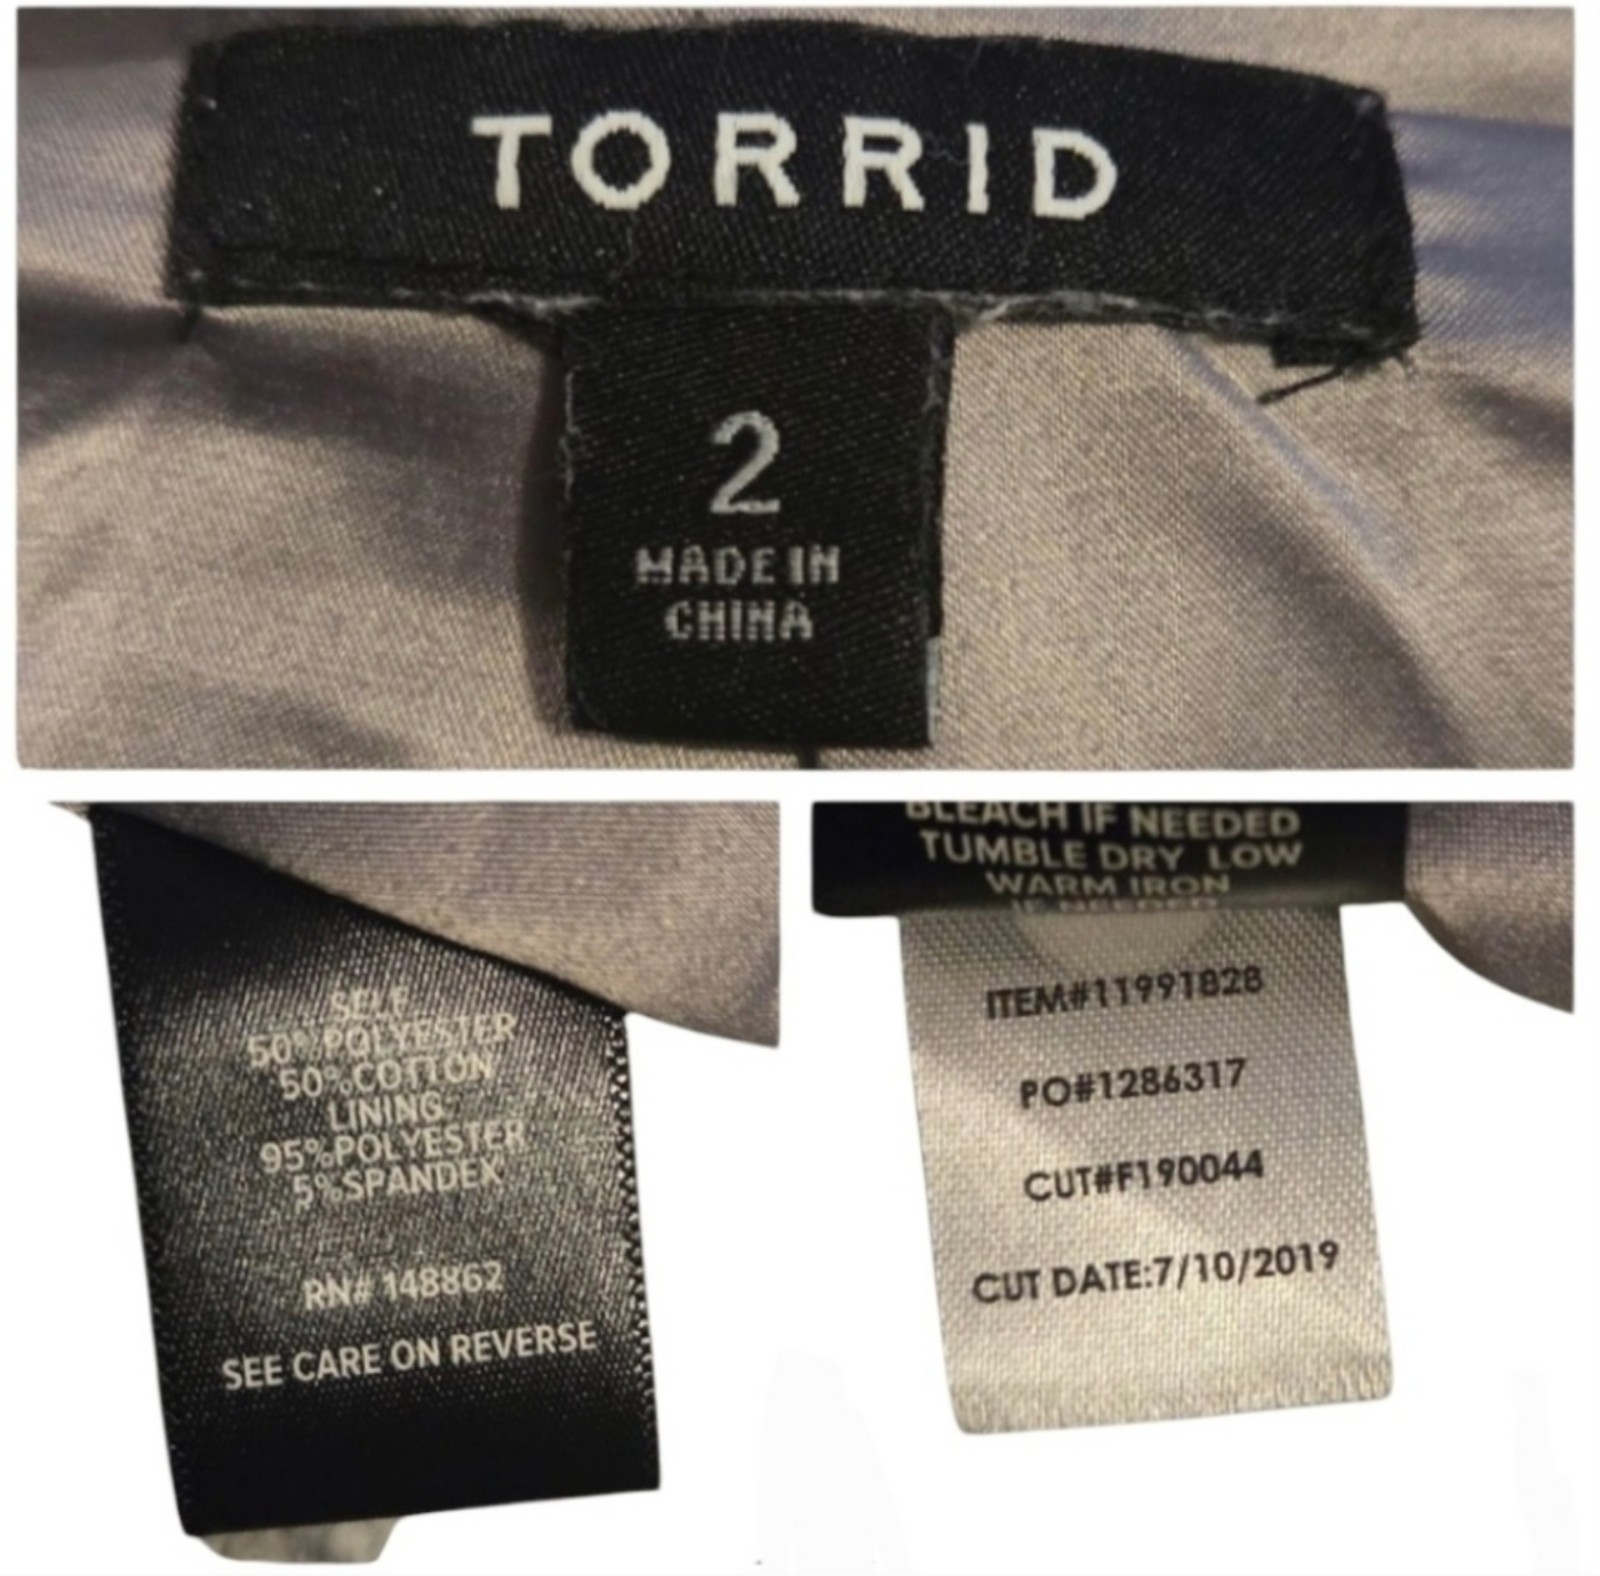 TORRID
2
MADE IN
CHINA
SELF
50%POLYESTER
50%COTTON
LINING
95%POLYESTER
5%SPANDEX
RN# 148862
SEE CARE ON REVERSE
BLEACH IF NEEDED
TUMBLE DRY LOW
WARM IRON
IF NEEDED
ITEM#11991828
PO#1286317
CUT#F190044
CUT DATE:7/10/2019